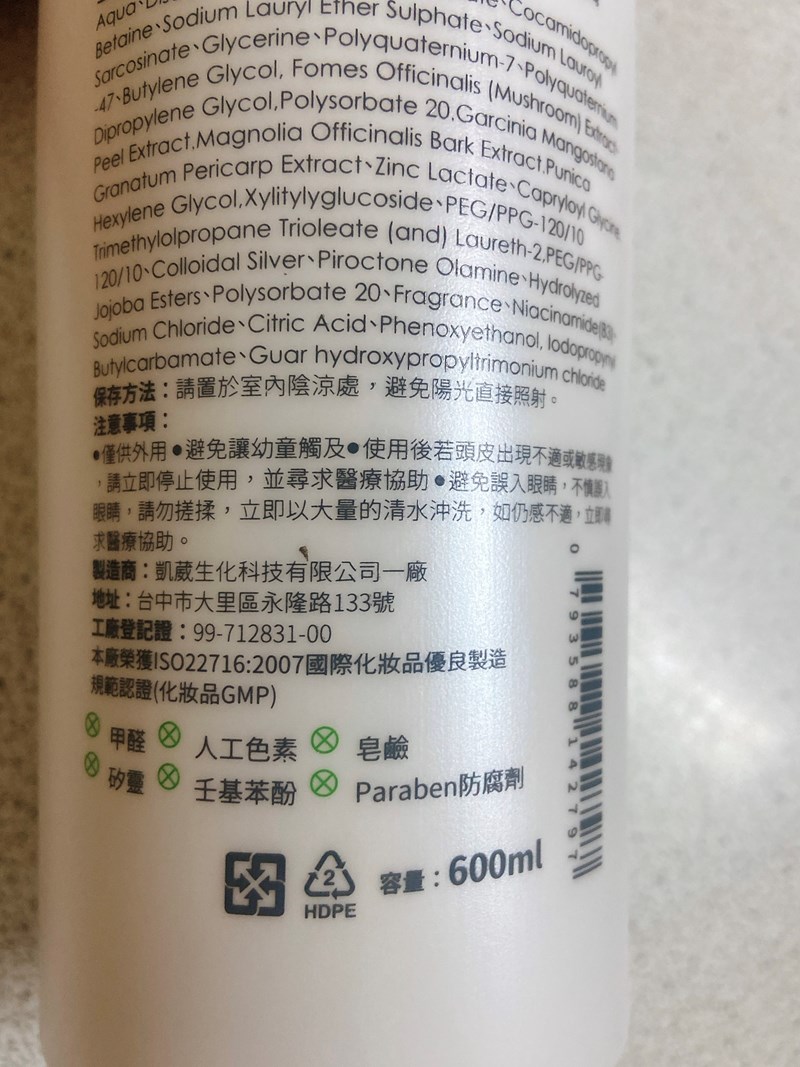 Aqua、 Cocamidopropyl
Betaine、Sodium Lauryl Ether Sulphate、Sodium Lauroyl
Sarcosinate、Glycerine、Polyquaternium-7、Polyquaternium
-47、Butylene Glycol, Fomes Officinalis (Mushroom) Extract
Dipropylene Glycol,Polysorbate 20,Garcinia Mangostana
Peel Extract,Magnolia Officinalis Bark Extract,Punica
Granatum Pericarp Extract、Zinc Lactate、Capryloyl Glycine
Hexylene Glycol,Xylitylyglucoside、PEG/PPG-120/10
Trimethylolpropane Trioleate (and) Laureth-2,PEG/PPG-
120/10、Colloidal Silver、Piroctone Olamine、Hydrolyzed
Jojoba Esters、Polysorbate 20、Fragrance、Niacinamide(B3)
Sodium Chloride、Citric Acid、Phenoxyethanol, Iodopropynyl
Butylcarbamate、Guar hydroxypropyltrimonium chloride
保存方法：請置於室內陰涼處，避免陽光直接照射。
注意事項：
●僅供外用●避免讓幼童觸及●使用後若頭皮出現不適或敏感現象
，請立即停止使用，並尋求醫療協助●避免誤入眼睛，不慎誤入
眼睛，請勿搓揉，立即以大量的清水沖洗，如仍感不適，立即尋
求醫療協助。
製造商：凱葳生化科技有限公司一廠
地址：台中市大里區永隆路133號
工廠登記證：99-712831-00
本廠榮獲ISO22716:2007國際化妝品優良製造
規範認證(化妝品GMP)
甲醛 人工色素 皂鹼
矽靈 壬基苯酚 Paraben防腐劑
2
HDPE
容量：600ml
0 793588 142797